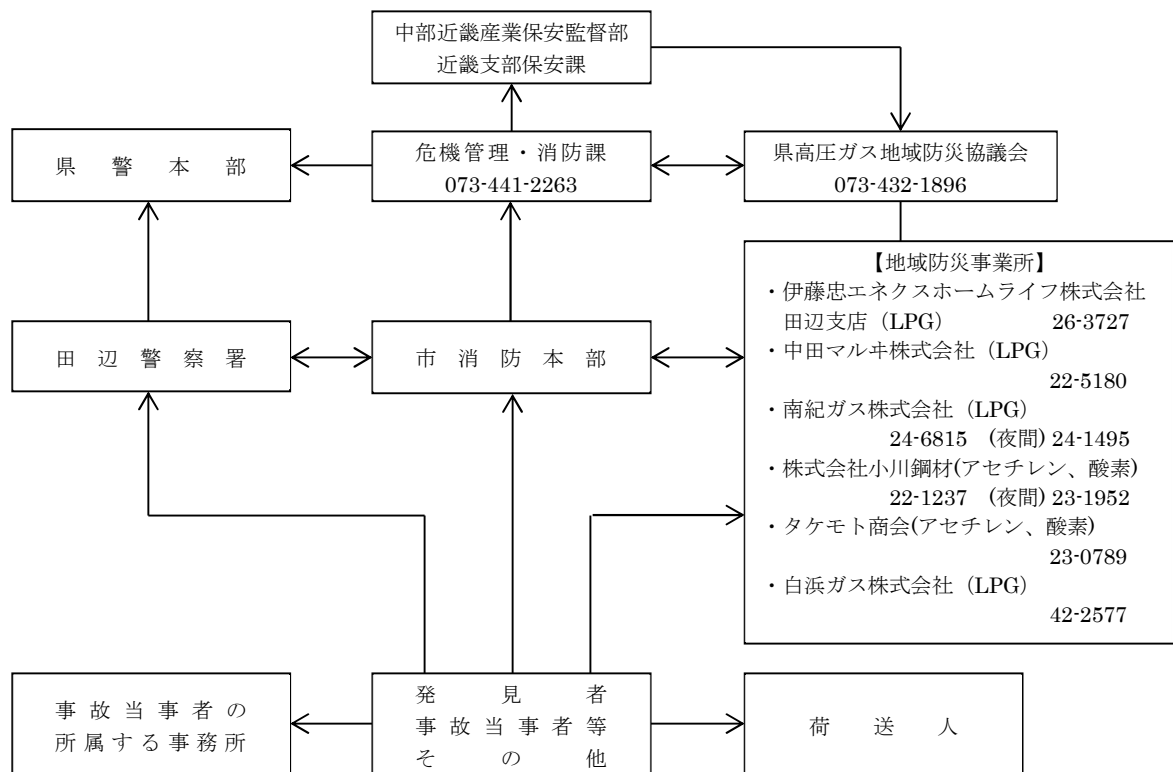 中部近畿産業保安監督部
近畿支部保安課
県警本部
危機管理・消防課
073-441-2263
県高圧ガス地域防災協議会
073-432-1896
【地域防災事業所】
・伊藤忠エネクスホームライフ株式会社
田辺支店（LPG） 26-3727
・中田マルヰ株式会社（LPG）
22-5180
・南紀ガス株式会社（LPG）
24-6815 (夜間) 24-1495
・株式会社小川鋼材(アセチレン、酸素)
22-1237 (夜間) 23-1952
・タケモト商会(アセチレン、酸素)
23-0789
・白浜ガス株式会社（LPG）
42-2577
田辺警察署
市消防本部
事故当事者の
所属する事務所
発見者
事故当事者等
その他
荷送人